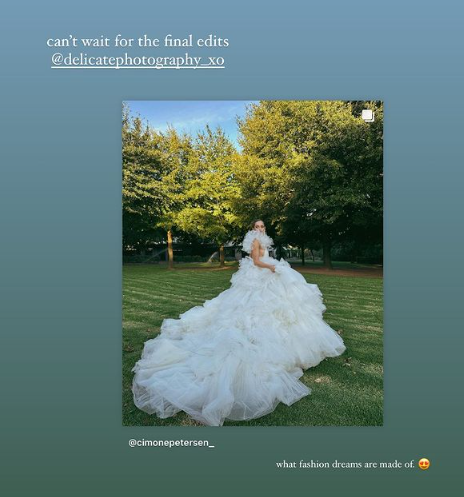 can't wait for the final edits
@delicatephotography_xo
@cimonepetersen_
what fashion dreams are made of. 😍